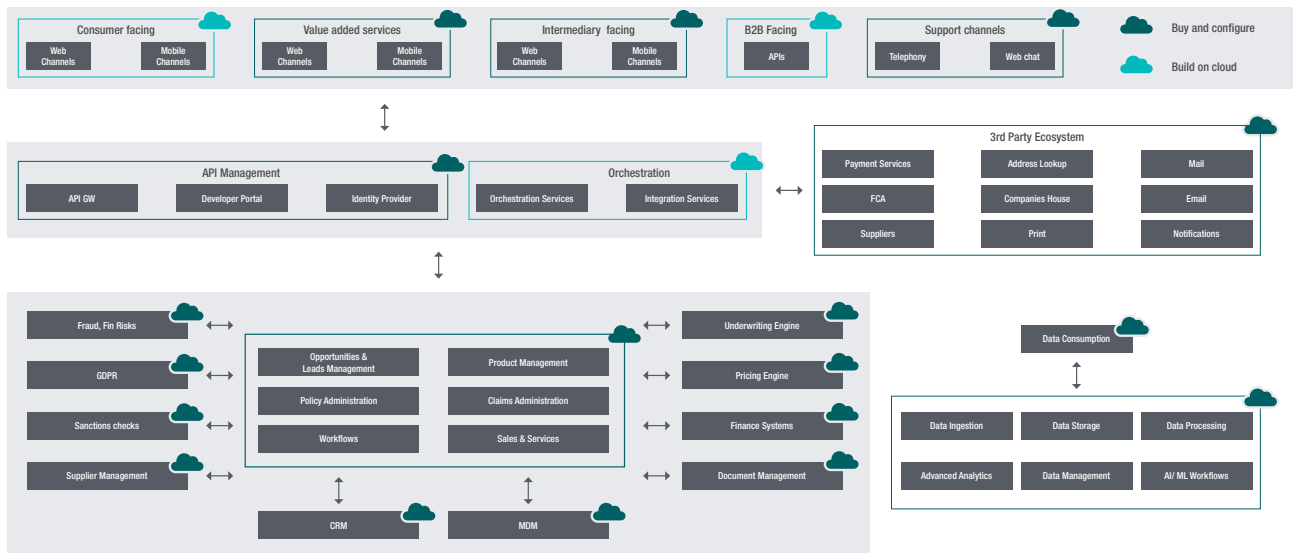 Consumer facing
Web
Channels
Mobile
Channels
Value added services
Web
Channels
Mobile
Channels
Intermediary facing
Web
Channels
Mobile
Channels
B2B Facing
APIs
Support channels
Telephony
Web chat
Buy and configure
Build on cloud
API Management
API GW
Developer Portal
Identity Provider
Orchestration
Orchestration Services
Integration Services
3rd Party Ecosystem
Payment Services
Address Lookup
Mail
FCA
Companies House
Email
Suppliers
Print
Notifications
Fraud, Fin Risks
GDPR
Sanctions checks
Supplier Management
Opportunities &
Leads Management
Product Management
Policy Administration
Claims Administration
Workflows
Sales & Services
CRM
MDM
Underwriting Engine
Pricing Engine
Finance Systems
Document Management
Data Consumption
Data Ingestion
Data Storage
Data Processing
Advanced Analytics
Data Management
AI/ ML Workflows